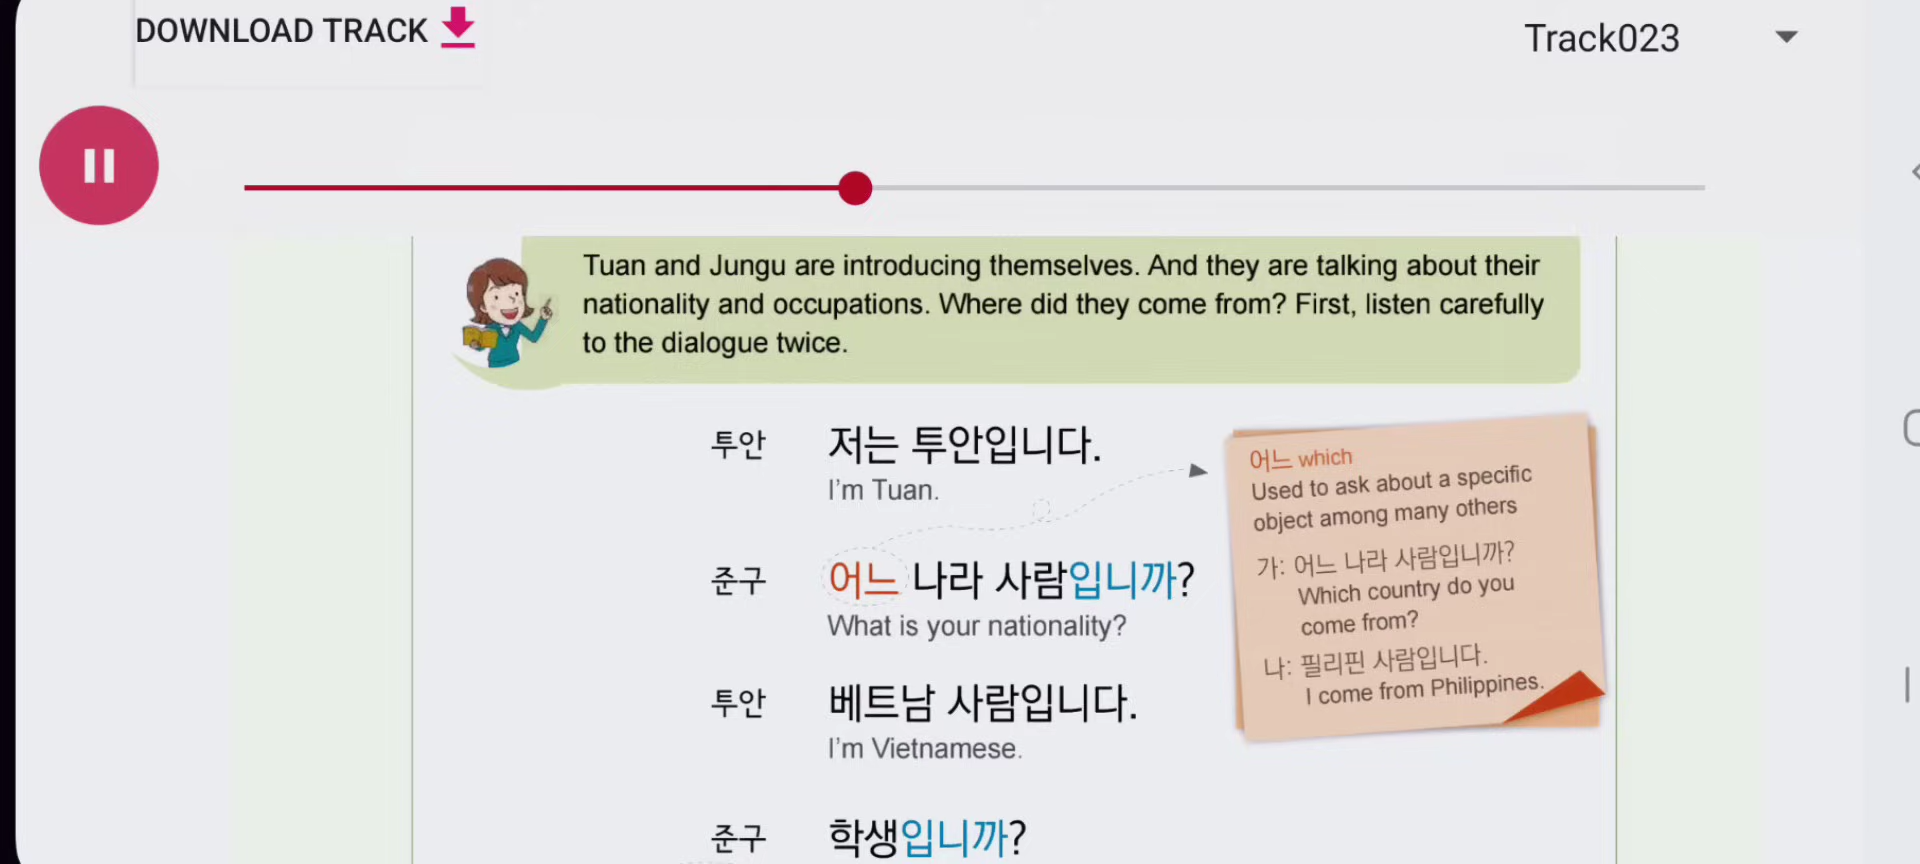 DOWNLOAD TRACK
Track023
Tuan and Jungu are introducing themselves. And they are talking about their
nationality and occupations. Where did they come from? First, listen carefully
to the dialogue twice.
투안 저는 투안입니다.
I'm Tuan.
준구 어느 나라 사람입니까?
What is your nationality?
투안 베트남 사람입니다.
I'm Vietnamese.
준구 학생입니까?
어느 which
Used to ask about a specific
object among many others
가: 어느 나라 사람입니까?
Which country do you
come from?
나: 필리핀 사람입니다.
I come from Philippines.